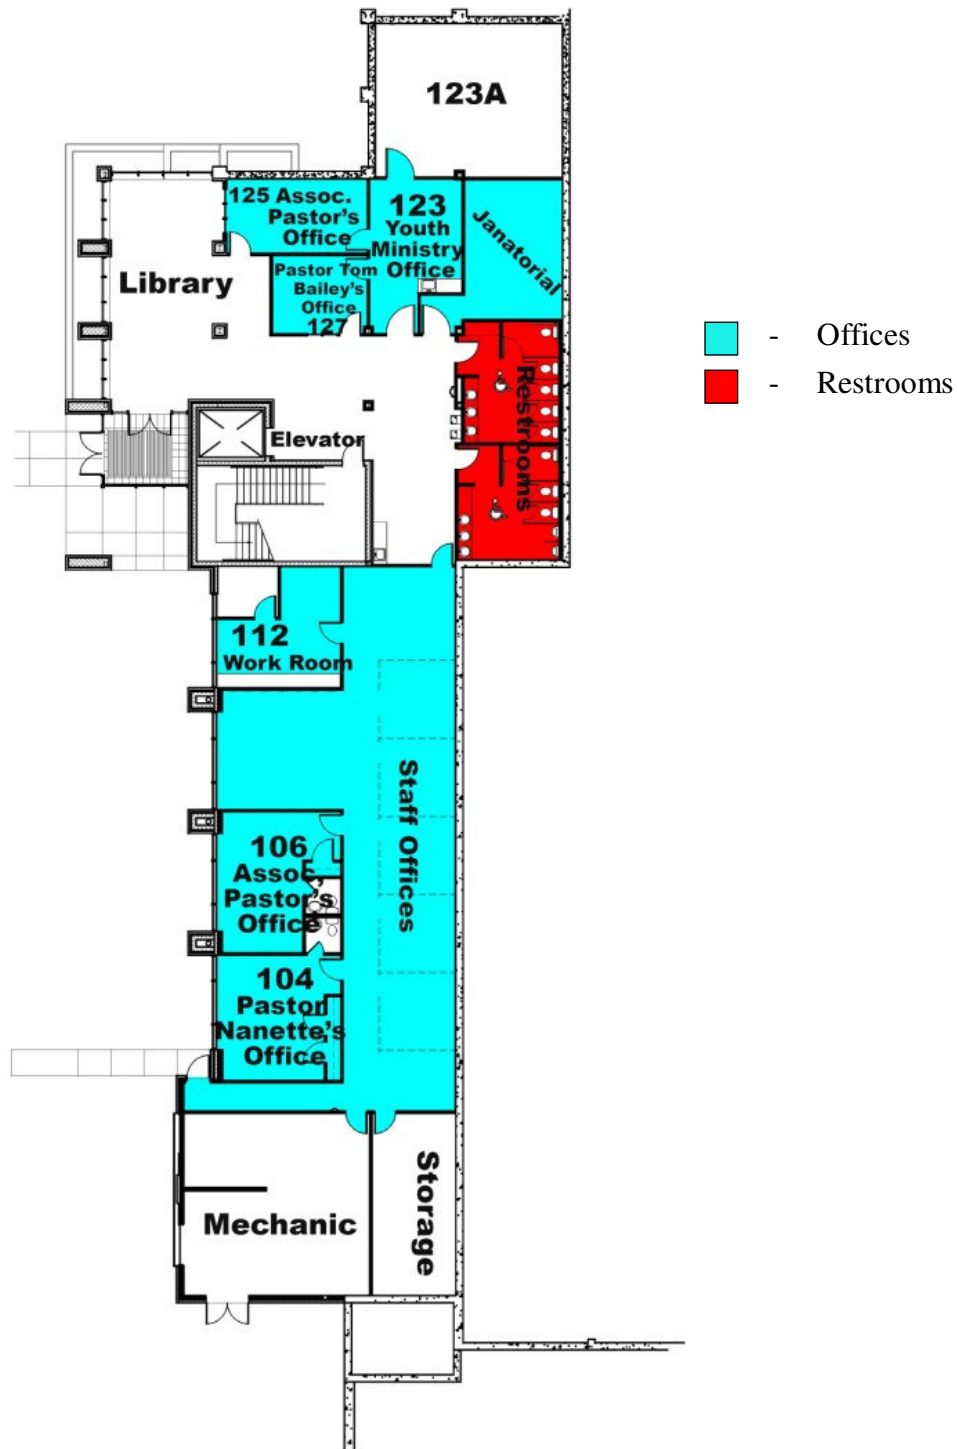 123A
125 Assoc.
Pastor's
Office
123
Youth
Ministry
Office
Janatorial
Pastor Tom
Bailey's
Office
127
Library
Restrooms
Elevator
- Offices
- Restrooms
112
Work Room
Staff Offices
106
Assoc,
Pastor's
Office
104
Pastor
Nanette's
Office
Mechanic
Storage